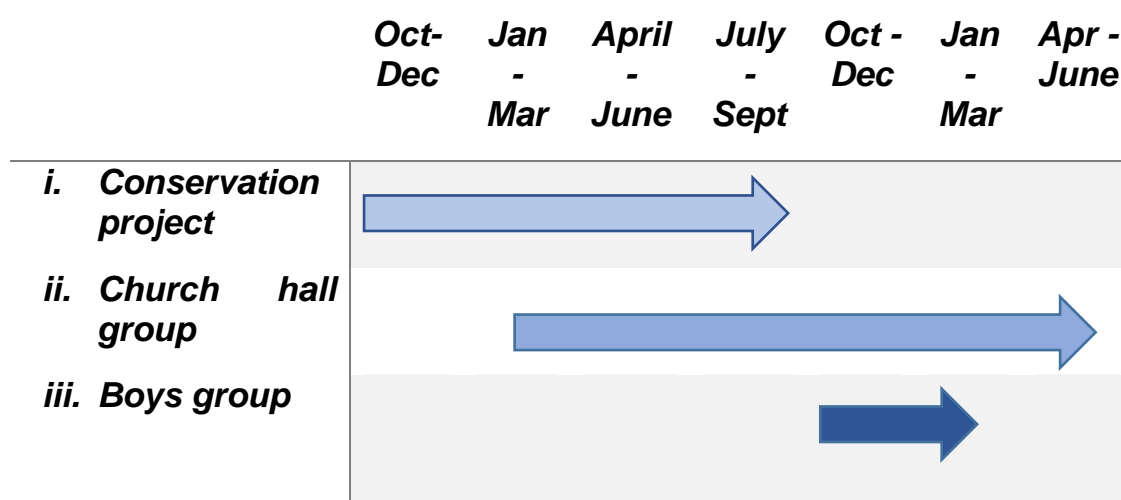 Oct- Jan April July Oct - Jan Apr -
Dec - - - Dec - June
Mar June Sept Mar
i. Conservation
project
ii. Church hall
group
iii. Boys group